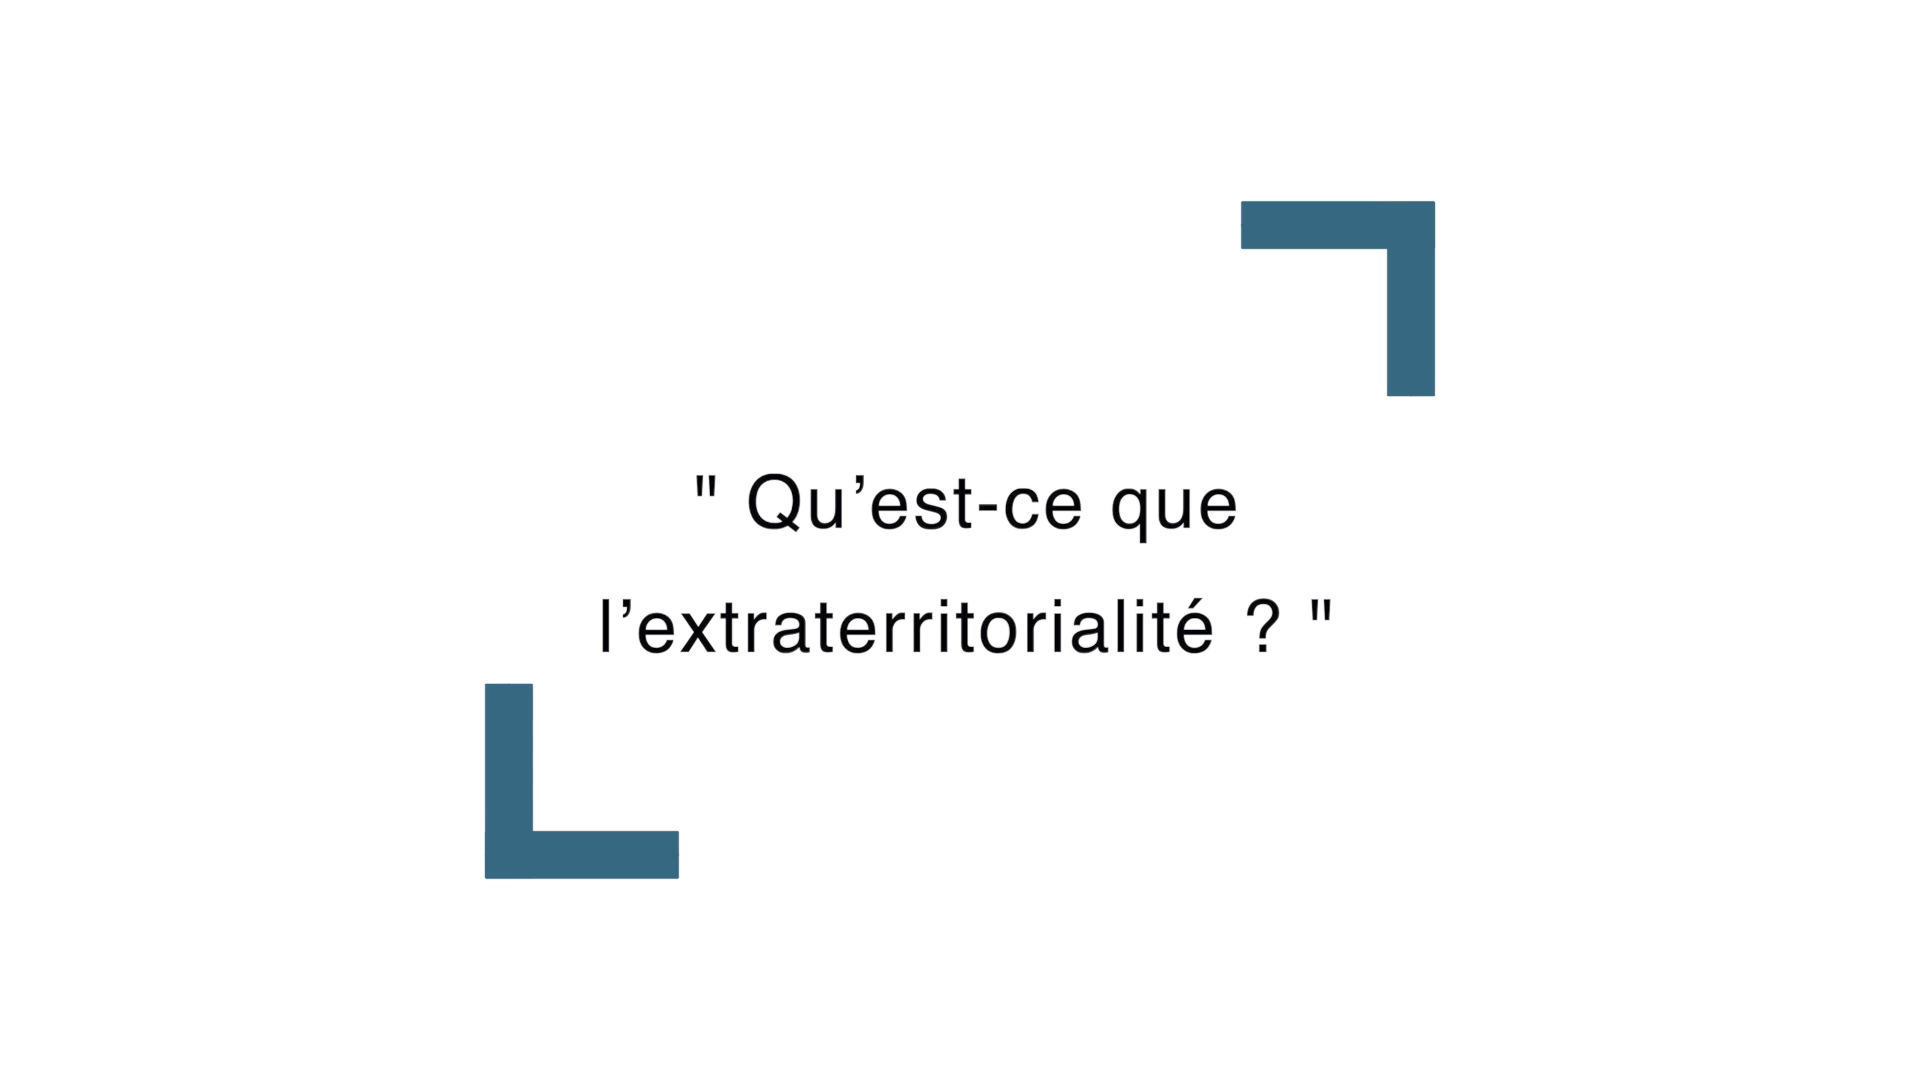 " Qu’est-ce que
l’extraterritorialité ? "